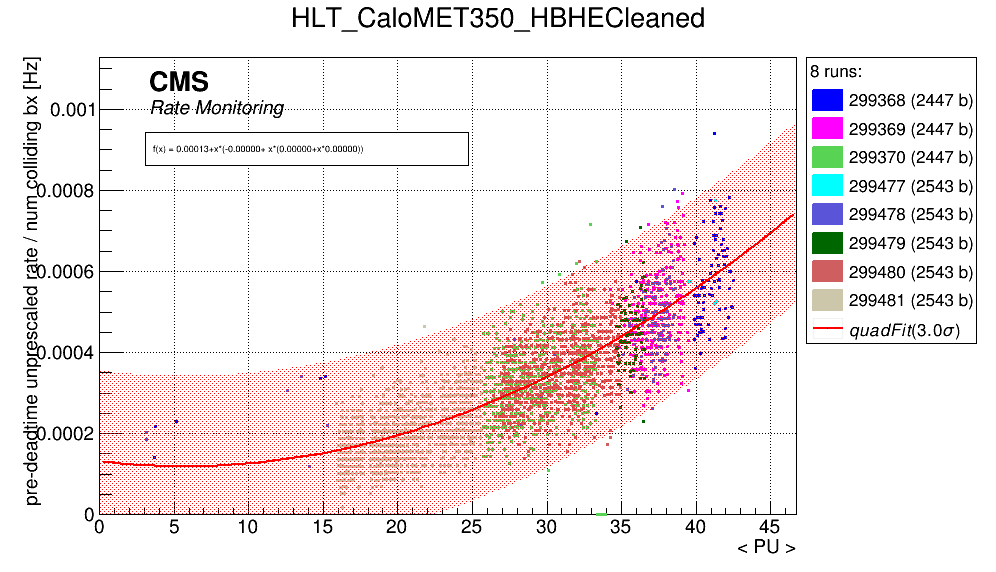 HLT_CaloMET350_HBHECleaned
pre-deadtime unprescaled rate / num colliding bx [Hz]
CMS
Rate Monitoring
f(x) = 0.00013+x*(-0.00000+ x*(0.00000+x*0.00000))
0.001
0.0008
0.0006
0.0004
0.0002
0
0 5 10 15 20 25 30 35 40 45
< PU >
8 runs:
299368 (2447 b)
299369 (2447 b)
299370 (2447 b)
299477 (2543 b)
299478 (2543 b)
299479 (2543 b)
299480 (2543 b)
299481 (2543 b)
quadFit(3.0σ)